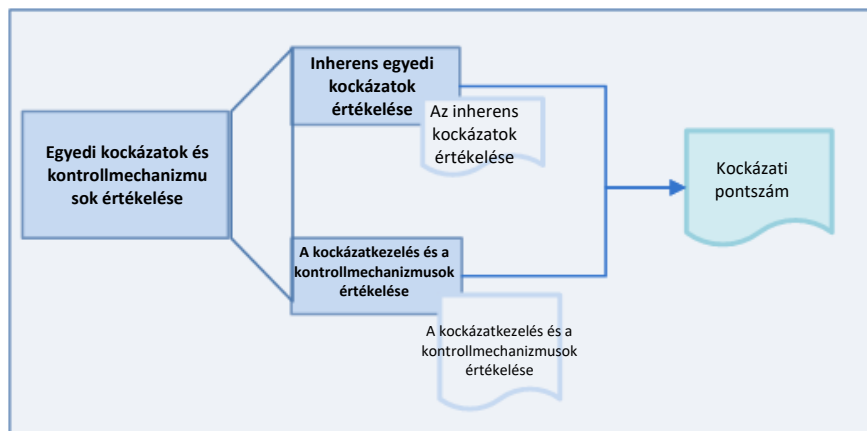 Egyedi kockázatok és
kontrollmechanizmu
sok értékelése
Inherens egyedi
kockázatok
értékelése
Az inherens
kockázatok
értékelése
A kockázatkezelés és a
kontrollmechanizmusok
értékelése
A kockázatkezelés és a
kontrollmechanizmusok
értékelése
Kockázati
pontszám